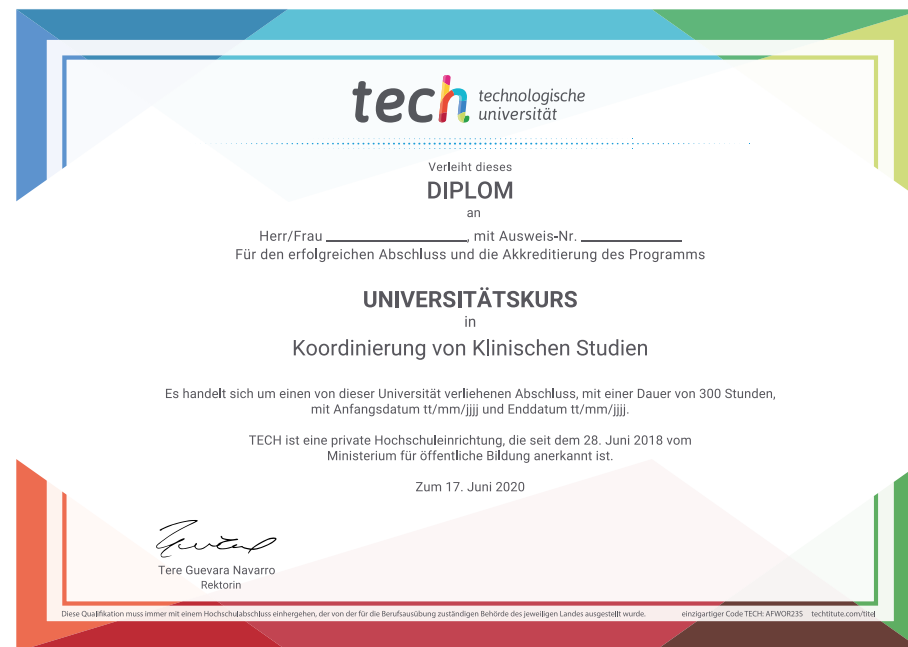 tech technologische
universität
Verleiht dieses
DIPLOM
an
Herr/Frau ____________________, mit Ausweis-Nr. ______________
Für den erfolgreichen Abschluss und die Akkreditierung des Programms
UNIVERSITÄTSKURS
in
Koordinierung von Klinischen Studien
Es handelt sich um einen von dieser Universität verliehenen Abschluss, mit einer Dauer von 300 Stunden,
mit Anfangsdatum tt/mm/jjjj und Enddatum tt/mm/jjjj.
TECH ist eine private Hochschuleinrichtung, die seit dem 28. Juni 2018 vom
Ministerium für öffentliche Bildung anerkannt ist.
Zum 17. Juni 2020
Tere Guevara Navarro
Rektorin
Diese Qualifikation muss immer mit einem Hochschulabschluss einhergehen, der von der für die Berufsausübung zuständigen Behörde des jeweiligen Landes ausgestellt wurde. einzigartiger Code TECH: AFWOR23S techtitute.com/titel